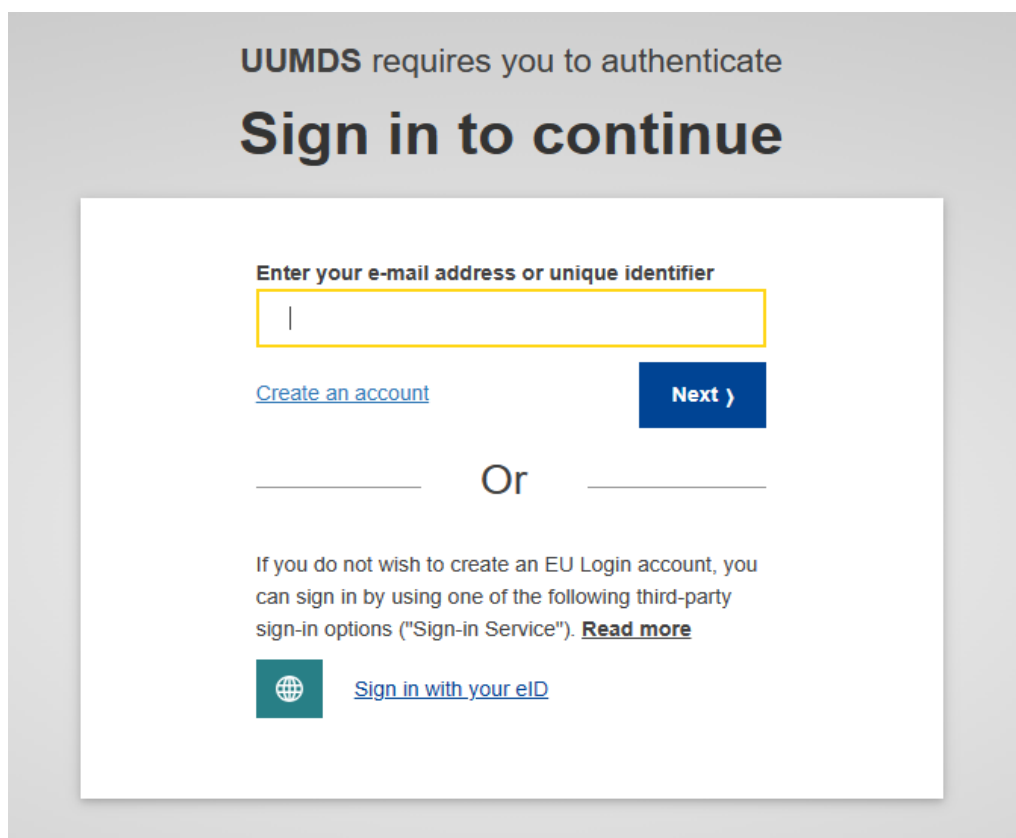 UUMDS requires you to authenticate
Sign in to continue
Enter your e-mail address or unique identifier
Create an account
Next ❭
Or
If you do not wish to create an EU Login account, you
can sign in by using one of the following third-party
sign-in options ("Sign-in Service"). Read more
Sign in with your eID